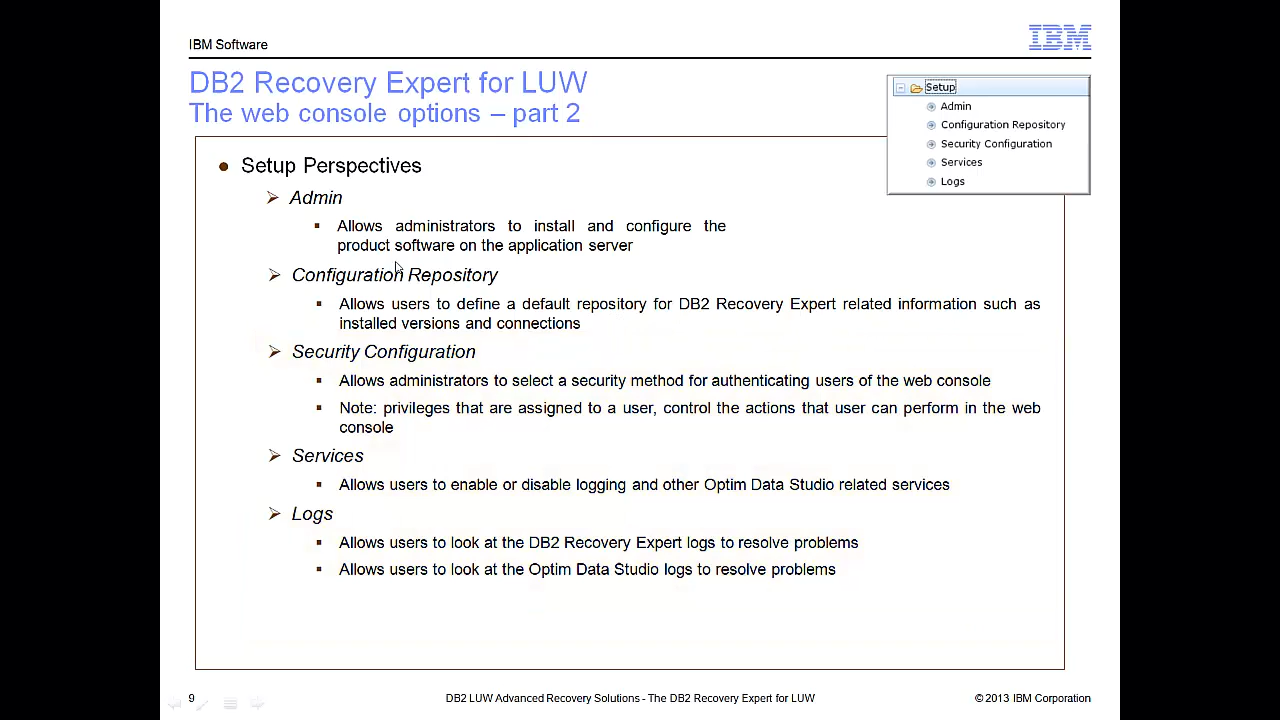 IBM Software
IBM
DB2 Recovery Expert for LUW
The web console options – part 2
Setup
Admin
Configuration Repository
Security Configuration
Services
Logs
Setup Perspectives
Admin
Allows administrators to install and configure the
product software on the application server
Configuration Repository
Allows users to define a default repository for DB2 Recovery Expert related information such as
installed versions and connections
Security Configuration
Allows administrators to select a security method for authenticating users of the web console
Note: privileges that are assigned to a user, control the actions that user can perform in the web
console
Services
Allows users to enable or disable logging and other Optim Data Studio related services
Logs
Allows users to look at the DB2 Recovery Expert logs to resolve problems
Allows users to look at the Optim Data Studio logs to resolve problems
9
DB2 LUW Advanced Recovery Solutions - The DB2 Recovery Expert for LUW
© 2013 IBM Corporation